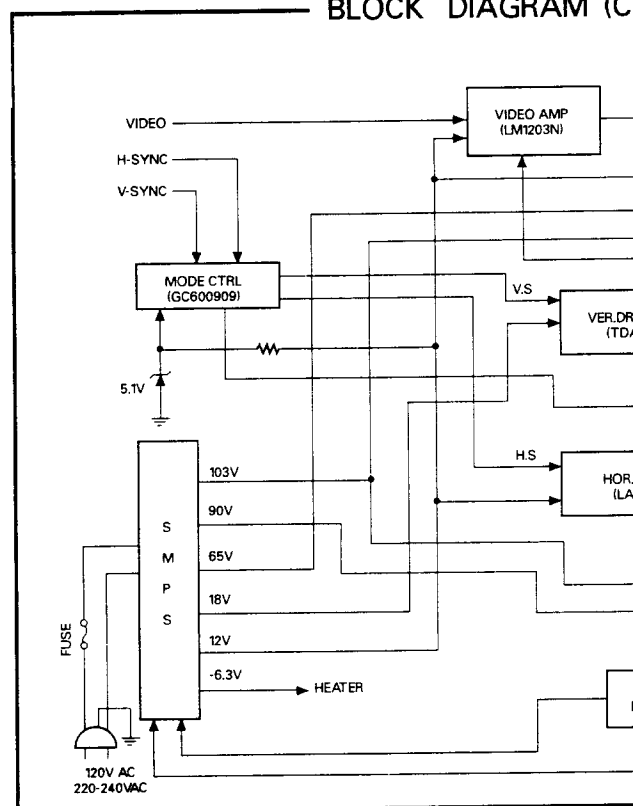 BLOCK DIAGRAM (C
VIDEO AMP
(LM1203N)
VIDEO
H-SYNC
V-SYNC
MODE CTRL
(GC600909)
V.S
VER.DR
(TDA
5.1V
H.S
HOR.
(LA
103V
90V
65V
18V
12V
-6.3V
HEATER
S
M
P
S
FUSE
120V AC
220-240VAC